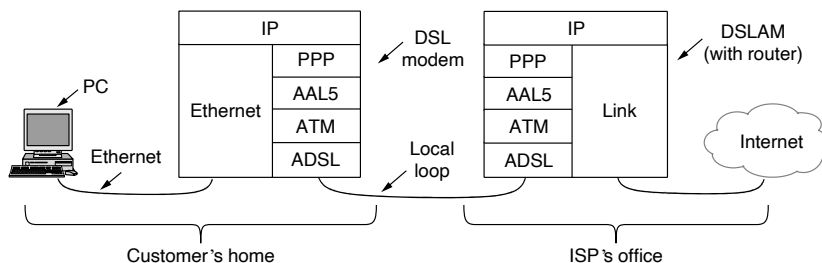 IP
PPP
AAL5
ATM
ADSL
Ethernet
DSL
modem
PC
Ethernet
Local
loop
IP
PPP
AAL5
ATM
ADSL
Link
DSLAM
(with router)
Internet
Customer's home
ISP's office